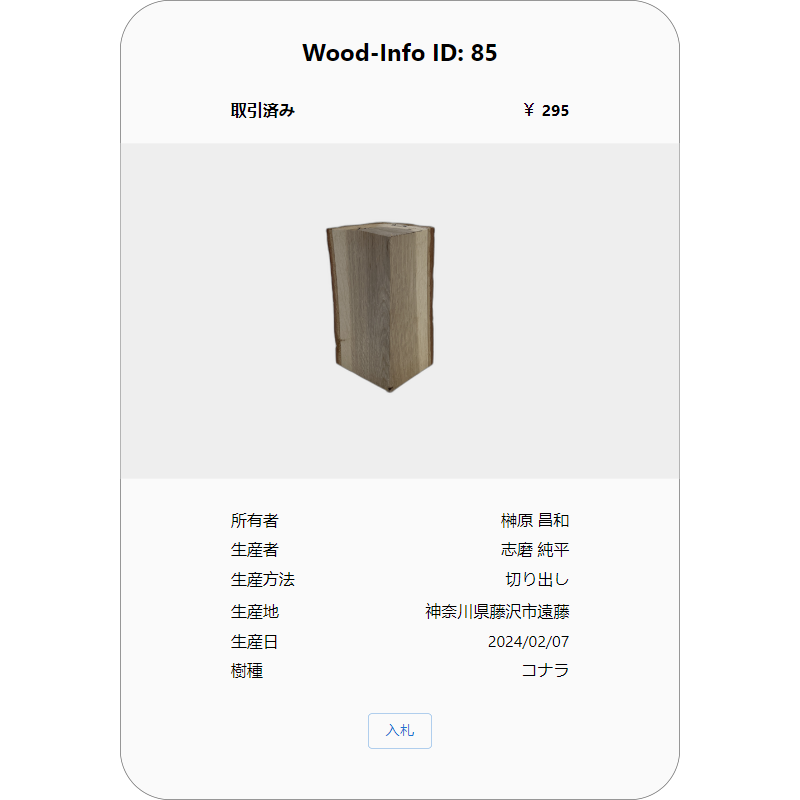 Wood-Info ID: 85
取引済み ￥ 295
所有者 榊原 昌和
生産者 志磨 純平
生産方法 切り出し
生産地 神奈川県藤沢市遠藤
生産日 2024/02/07
樹種 コナラ
入札